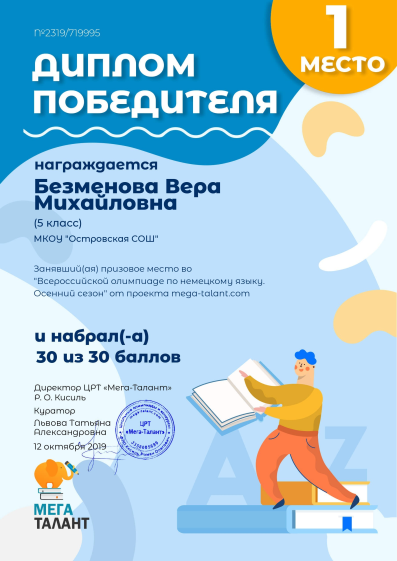 №2319/719995
1
МЕСТО
ДИПЛОМ
ПОБЕДИТЕЛЯ
награждается
Безменова Вера
Михайловна
(5 класс)
МКОУ "Островская СОШ"
Занявший(ая) призовое место во
"Всероссийской олимпиаде по немецкому языку.
Осенний сезон" от проекта mega-talant.com
и набрал(-а)
30 из 30 баллов
Директор ЦРТ «Мега-Талант»
Р. О. Кисиль
Куратор
Львова Татьяна
Александровна
12 октября 2019
ЦРТ
«Мега-Талант»
МЕГА
ТАЛАНТ
A
Z